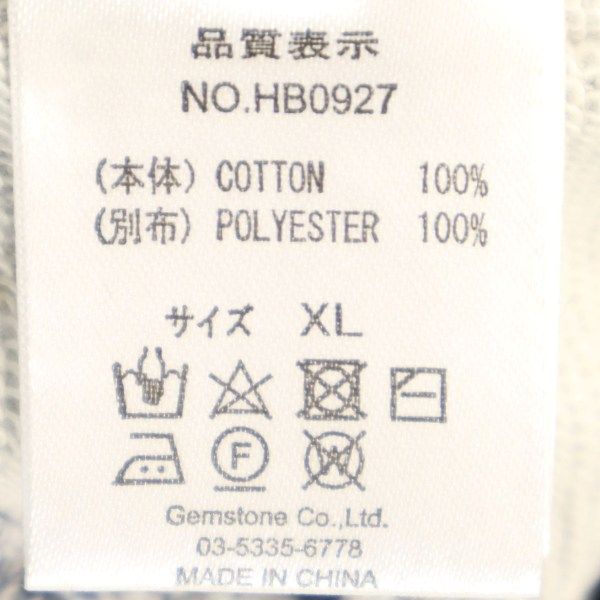 品質表示
NO.HB0927
(本体) COTTON 100%
(別布) POLYESTER 100%
サイズ XL
F W
Gemstone Co.,Ltd.
03-5335-6778
MADE IN CHINA